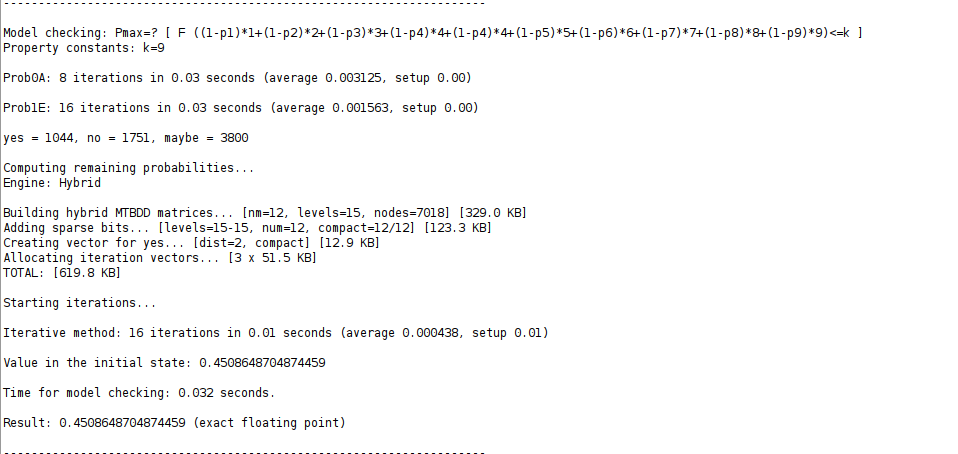 ---------------------------------------------------------------------
Model checking: Pmax=? [ F ((1-p1)*1+(1-p2)*2+(1-p3)*3+(1-p4)*4+(1-p4)*4+(1-p5)*5+(1-p6)*6+(1-p7)*7+(1-p8)*8+(1-p9)*9)<=k ]
Property constants: k=9
Prob0A: 8 iterations in 0.03 seconds (average 0.003125, setup 0.00)
Prob1E: 16 iterations in 0.03 seconds (average 0.001563, setup 0.00)
yes = 1044, no = 1751, maybe = 3800
Computing remaining probabilities...
Engine: Hybrid
Building hybrid MTBDD matrices... [nm=12, levels=15, nodes=7018] [329.0 KB]
Adding sparse bits... [levels=15-15, num=12, compact=12/12] [123.3 KB]
Creating vector for yes... [dist=2, compact] [12.9 KB]
Allocating iteration vectors... [3 x 51.5 KB]
TOTAL: [619.8 KB]
Starting iterations...
Iterative method: 16 iterations in 0.01 seconds (average 0.000438, setup 0.01)
Value in the initial state: 0.4508648704874459
Time for model checking: 0.032 seconds.
Result: 0.4508648704874459 (exact floating point)
---------------------------------------------------------------------